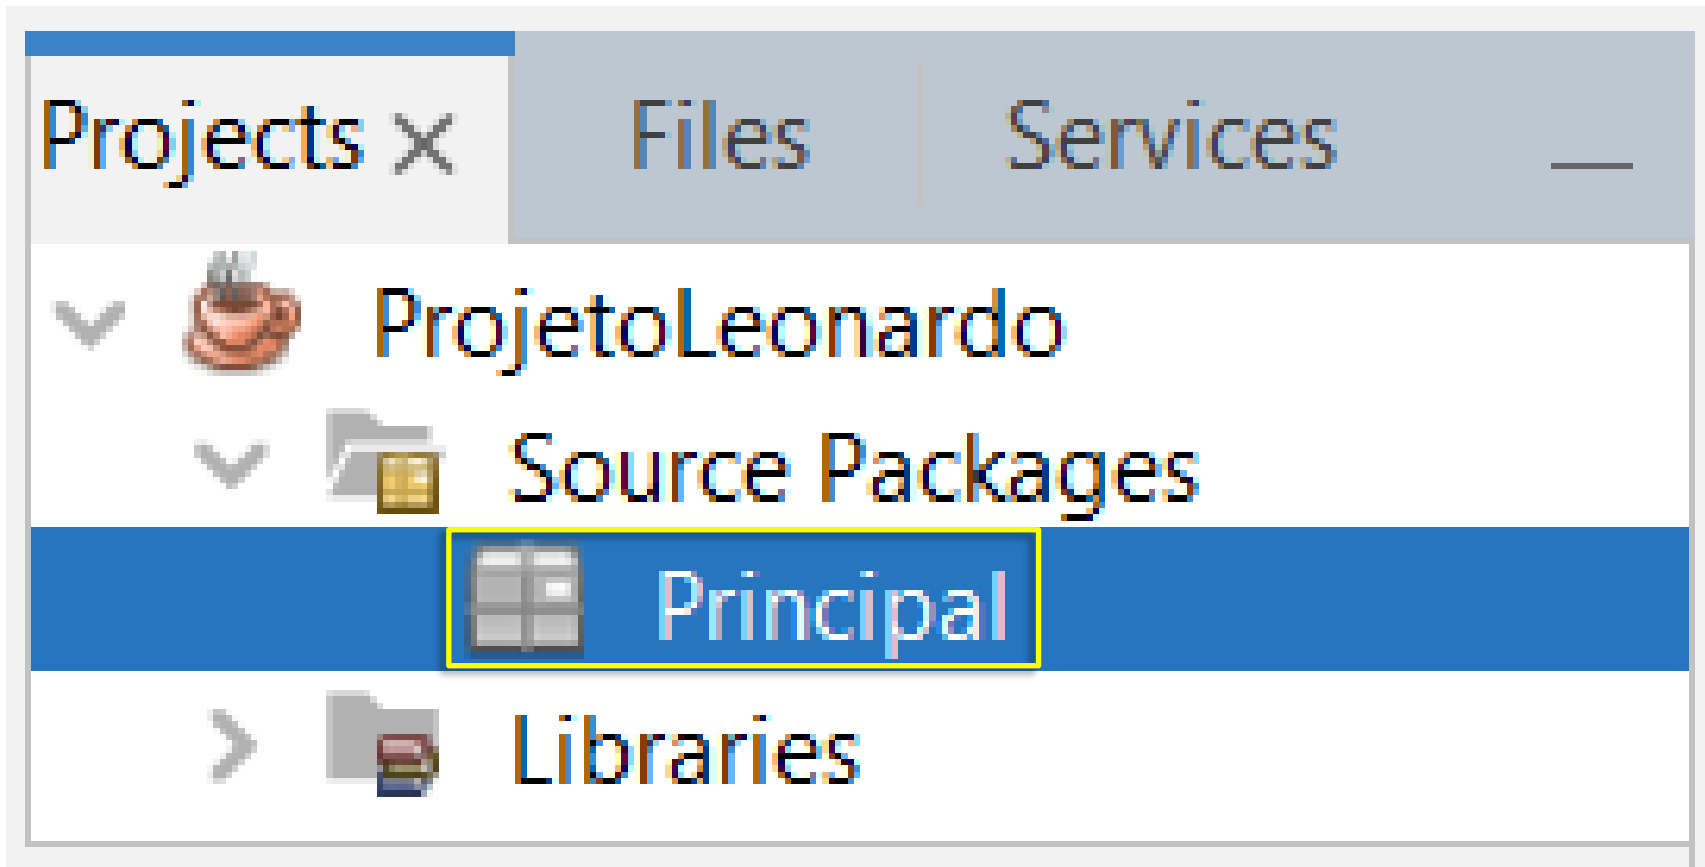 Projects Files Services
ProjetoLeonardo
Source Packages
Principal
Libraries